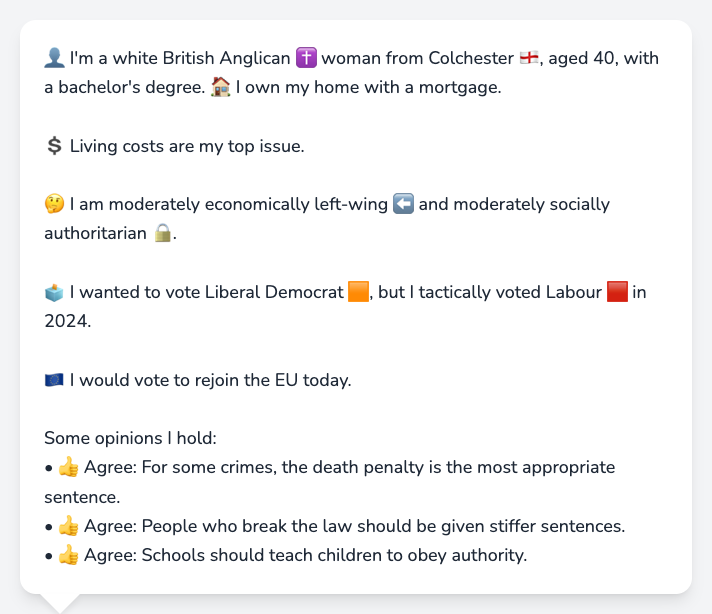 👤 I'm a white British Anglican ✝️ woman from Colchester 🏴󠁧󠁢󠁥󠁮󠁧󠁿, aged 40, with
a bachelor's degree. 🏠 I own my home with a mortgage.
💲 Living costs are my top issue.
🤔 I am moderately economically left-wing ⬅️ and moderately socially
authoritarian 🔒.
🗳️ I wanted to vote Liberal Democrat 🟧, but I tactically voted Labour 🟥 in
2024.
🇪🇺 I would vote to rejoin the EU today.
Some opinions I hold:
• 👍 Agree: For some crimes, the death penalty is the most appropriate
sentence.
• 👍 Agree: People who break the law should be given stiffer sentences.
• 👍 Agree: Schools should teach children to obey authority.